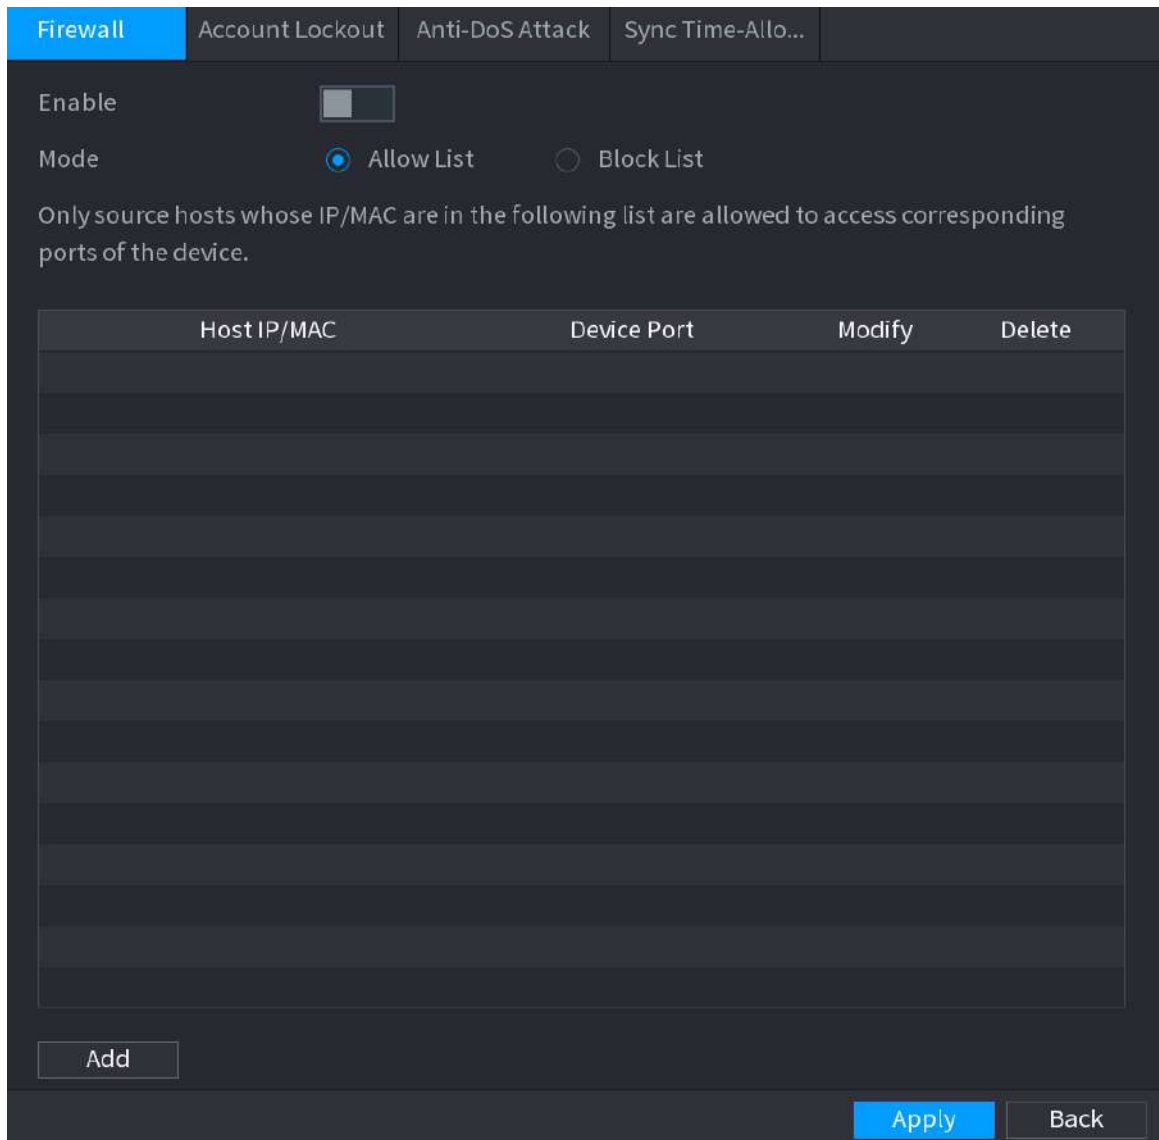 Firewall Account Lockout Anti-DoS Attack Sync Time-Allo...
Enable
Mode Allow List Block List
Only source hosts whose IP/MAC are in the following list are allowed to access corresponding
ports of the device.
Host IP/MAC Device Port Modify Delete
Add
Apply Back